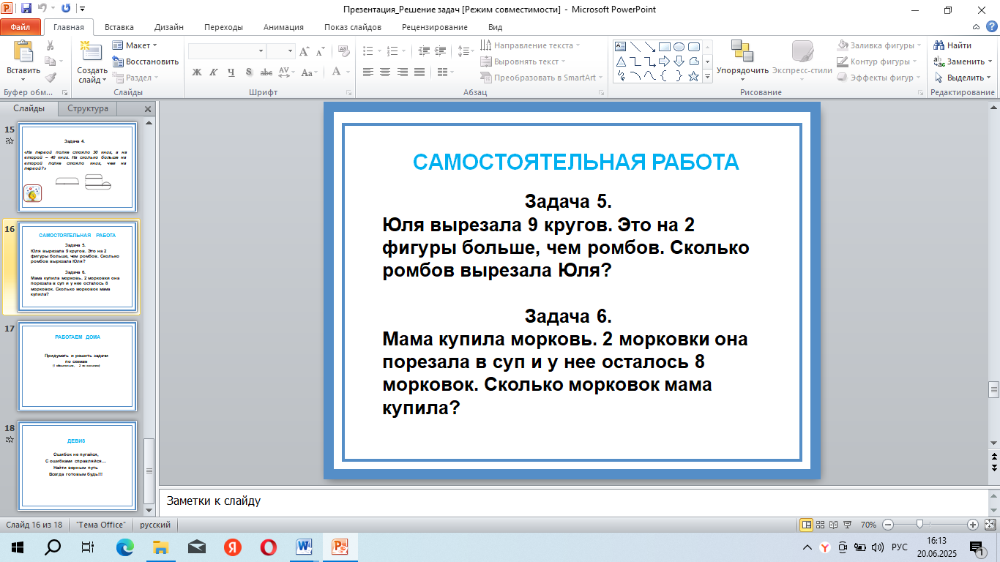 Презентация_Решение задач [Режим совместимости] - Microsoft PowerPoint
Файл Главная Вставка Дизайн Переходы Анимация Показ слайдов Рецензирование Вид
Вставить
Буфер обм...
Создать слайд
Макет
Восстановить
Раздел
Слайды
Ж К Ч S abc AV Aa А
Шрифт
Направление текста
Выровнять текст
Преобразовать в SmartArt
Абзац
Упорядочить
Экспресс-стили
Заливка фигуры
Контур фигуры
Эффекты фигур
Рисование
Найти
Заменить
Выделить
Редактирование
Слайды Структура
15
Задача 4.
«На первой полке стояло 30 книг, а на
второй – 40 книг. На сколько больше на
второй полке стояло книг, чем на
первой?»
16
САМОСТОЯТЕЛЬНАЯ РАБОТА
Задача 5.
Юля вырезала 9 кругов. Это на 2
фигуры больше, чем ромбов. Сколько
ромбов вырезала Юля?
Задача 6.
Мама купила морковь. 2 морковки она
порезала в суп и у нее осталось 8
морковок. Сколько морковок мама
купила?
17
РАБОТАЕМ ДОМА
Придумать и решить задачи
по схемам
18
ДЕВИЗ
Ошибок не пугайся,
С ошибками справляйся...
Найти верным путь
Всегда готовым будь!!!
САМОСТОЯТЕЛЬНАЯ РАБОТА
Задача 5.
Юля вырезала 9 кругов. Это на 2
фигуры больше, чем ромбов. Сколько
ромбов вырезала Юля?
Задача 6.
Мама купила морковь. 2 морковки она
порезала в суп и у нее осталось 8
морковок. Сколько морковок мама
купила?
Заметки к слайду
Слайд 16 из 18 "Тема Office" русский 70%
РУС
16:13
20.06.2025